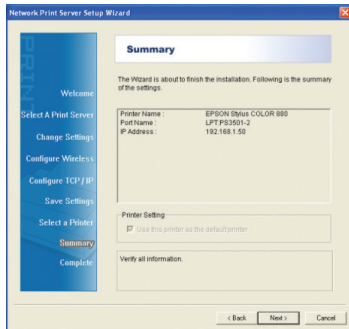 Network Print Server Setup Wizard
PRINT
Welcome
Select A Print Server
Change Settings
Configure Wireless
Configure TCP / IP
Save Settings
Select a Printer
Summary
Complete
Summary
The Wizard is about to finish the installation. Following is the summary
of the settings.
Printer Name : EPSON Stylus COLOR 880
Port Name : LPT:PS3501-2
IP Address : 192.168.1.50
Printer Setting
Use this printer as the default printer
Verify all information.
< Back
Next >
Cancel